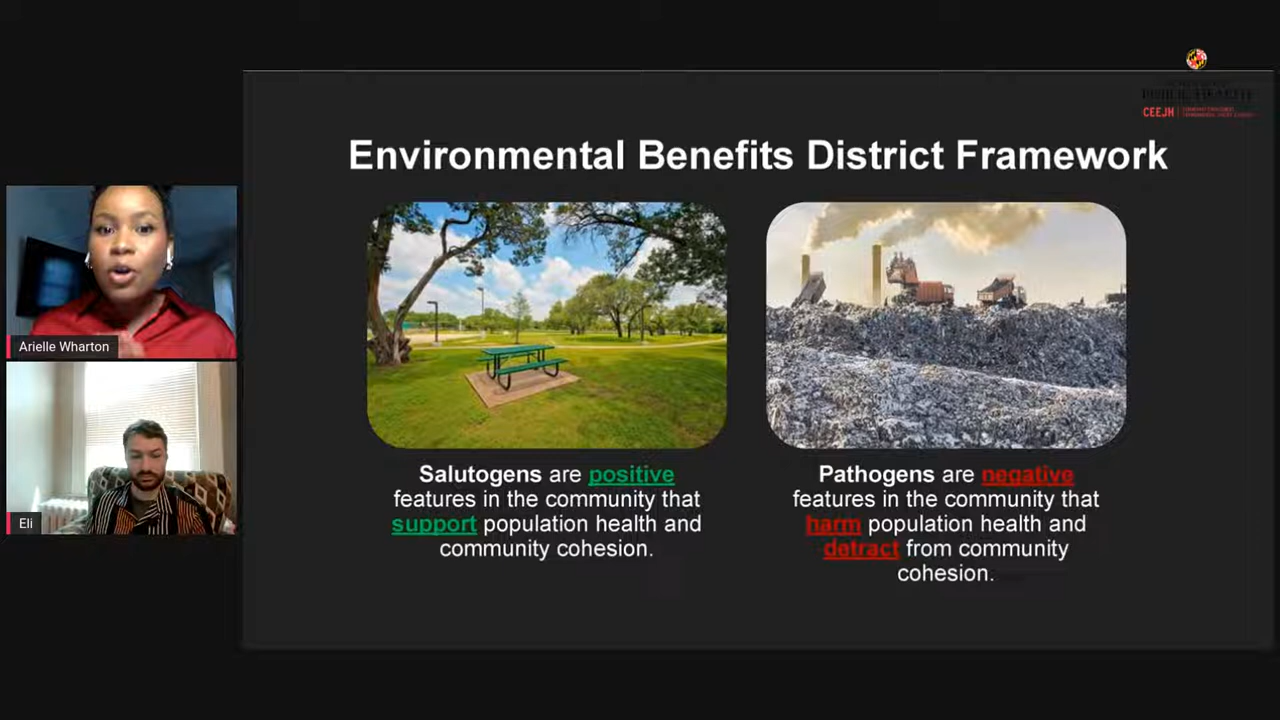 CEEJH
Environmental Benefits District Framework
Arielle Wharton
Eli
Salutogens are positive
features in the community that
support population health and
community cohesion.
Pathogens are negative
features in the community that
harm population health and
detract from community
cohesion.